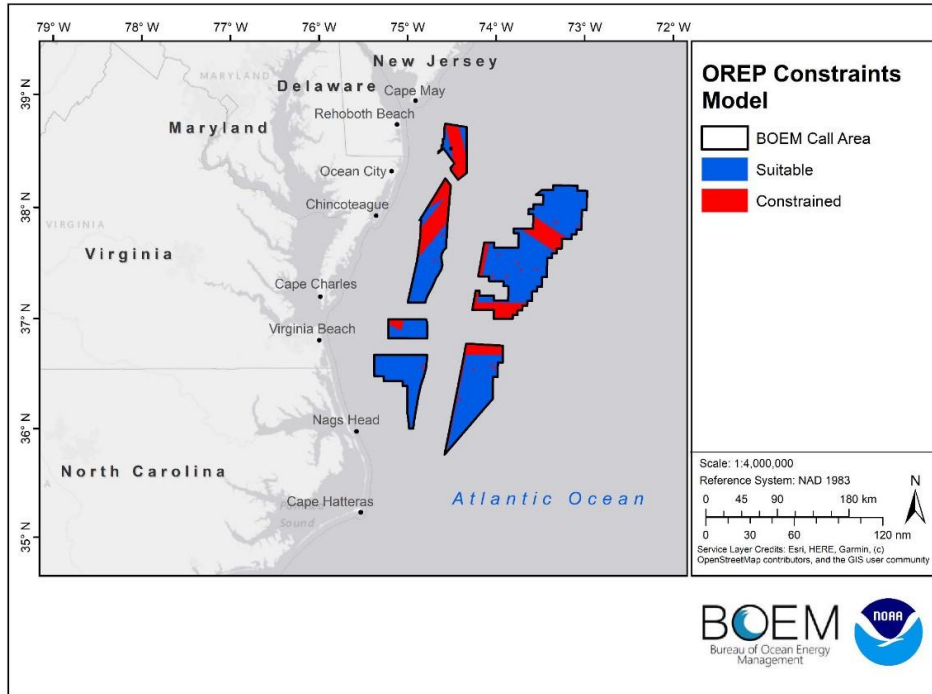 79° W 78° W 77° W 76° W 75° W 74° W 73° W 72° W
39° N
38° N
37° N
36° N
35° N
New Jersey
MARYLAND
Delaware
Cape May
Rehoboth Beach
Maryland
Ocean City
Chincoteague
VIRGINIA
Virginia
Cape Charles
Virginia Beach
Nags Head
North Carolina
Atlantic Ocean
Cape Hatteras
Sound
OREP Constraints
Model
BOEM Call Area
Suitable
Constrained
Scale: 1:4,000,000
Reference System: NAD 1983
N
0 45 90 180 km
0 30 60 120 nm
Service Layer Credits: Esri, HERE, Garmin, (c)
OpenStreetMap contributors, and the GIS user community
BOEM
Bureau of Ocean Energy
Management
NOAA